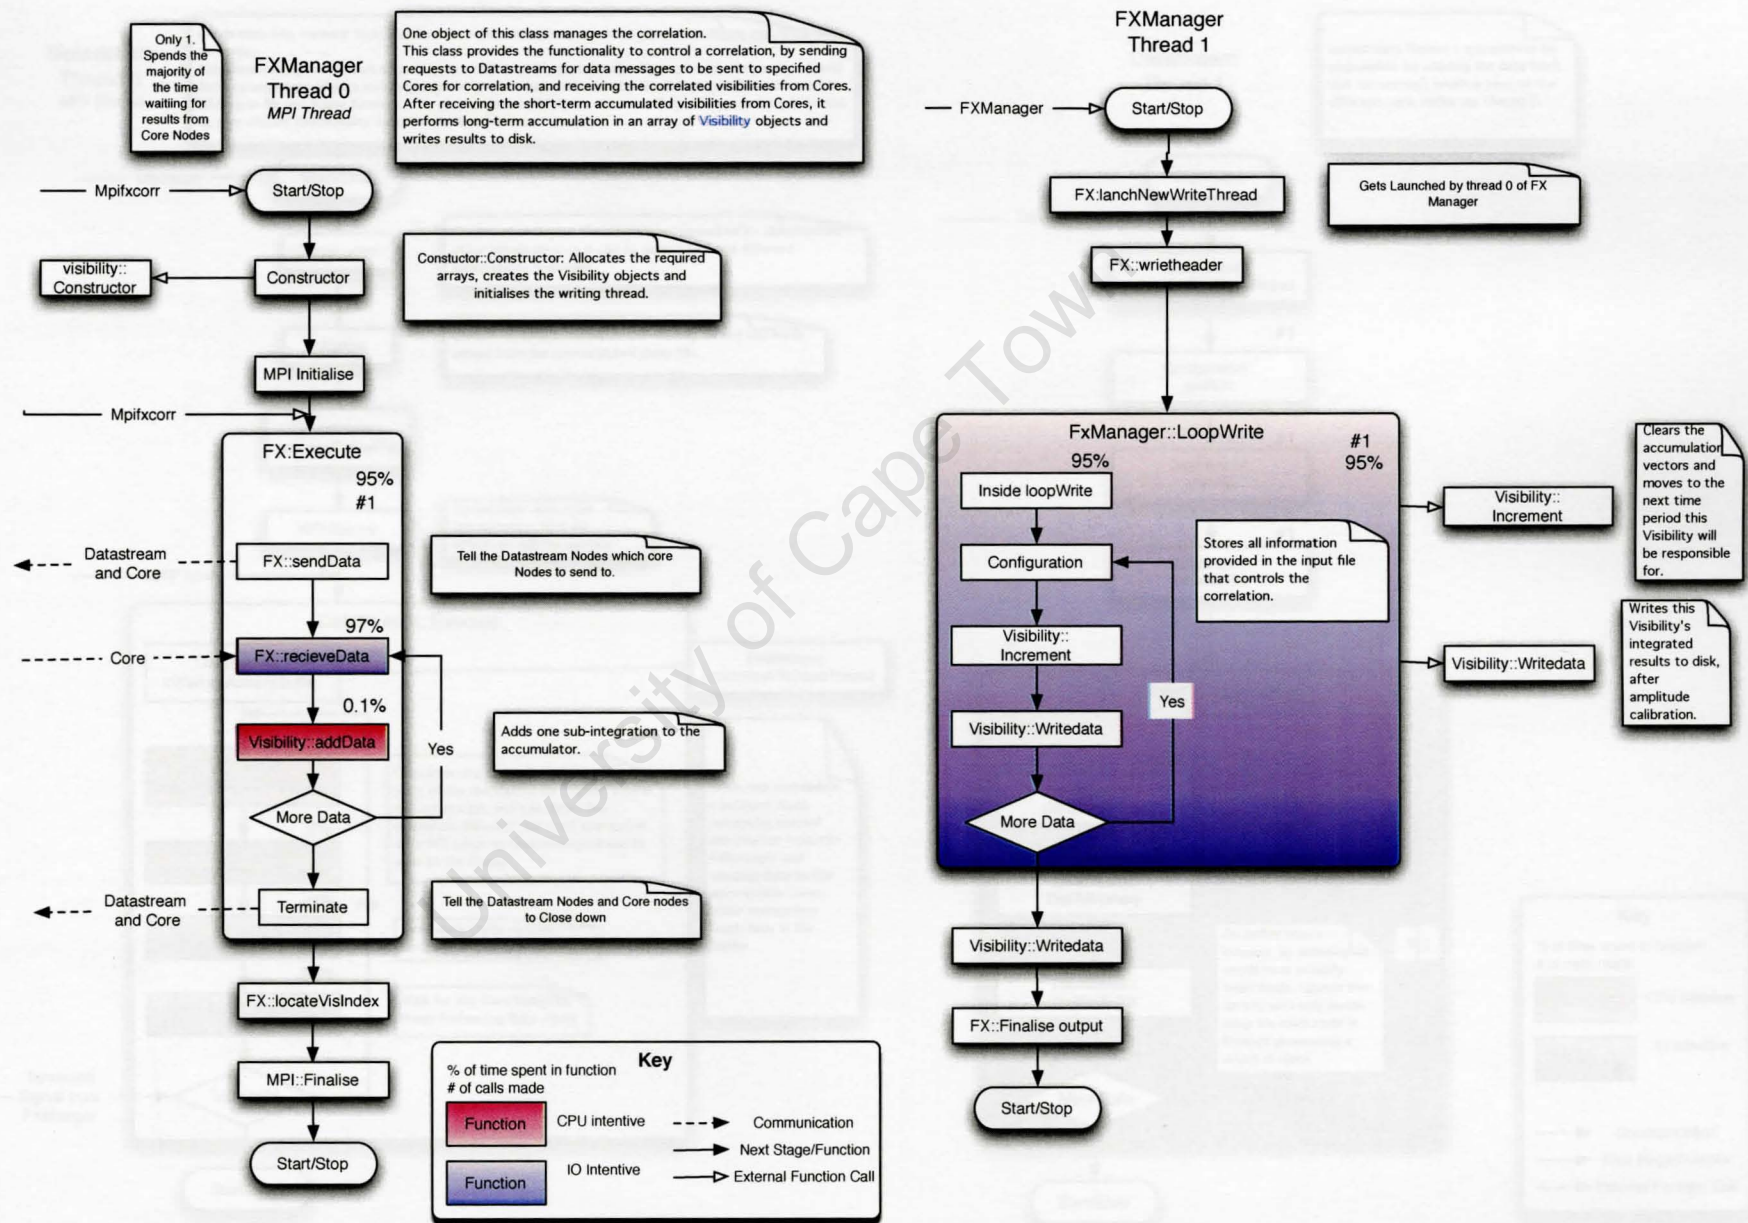 Only 1.
Spends the
majority of
the time
waitiing for
results from
Core Nodes
FXManager
Thread 0
MPI Thread
One object of this class manages the correlation.
This class provides the functionality to control a correlation, by sending
requests to Datastreams for data messages to be sent to specified
Cores for correlation, and receiving the correlated visibilities from Cores.
After receiving the short-term accumulated visibilities from Cores, it
performs long-term accumulation in an array of Visibility objects and
writes results to disk.
Mpifxcorr
Start/Stop
visibility::
Constructor
Constructor
Constuctor::Constructor: Allocates the required
arrays, creates the Visibility objects and
initialises the writing thread.
MPI Initialise
Mpifxcorr
FX:Execute
95%
#1
Datastream
and Core
FX::sendData
Tell the Datastream Nodes which core
Nodes to send to.
97%
Core
FX::recieveData
0.1%
Visibility::addData
Yes
Adds one sub-integration to the
accumulator.
More Data
Datastream
and Core
Terminate
Tell the Datastream Nodes and Core nodes
to Close down
FX::locateVisIndex
MPI::Finalise
Start/Stop
Key
% of time spent in function
# of calls made
Function
CPU intentive
Function
IO Intentive
Communication
Next Stage/Function
External Function Call
FXManager
Thread 1
FXManager
Start/Stop
FX:lanchNewWriteThread
Gets Launched by thread 0 of FX
Manager
FX::wrietheader
FxManager::LoopWrite
#1
95%
95%
Inside loopWrite
Configuration
Stores all information
provided in the input file
that controls the
correlation.
Visibility::
Increment
Yes
Visibility::Writedata
More Data
Visibility::
Increment
Clears the
accumulation
vectors and
moves to the
next time
period this
Visibility will
be responsible
for.
Visibility::Writedata
Writes this
Visibility's
integrated
results to disk,
after
amplitude
calibration.
Visibility::Writedata
FX::Finalise output
Start/Stop
University of Cape Town